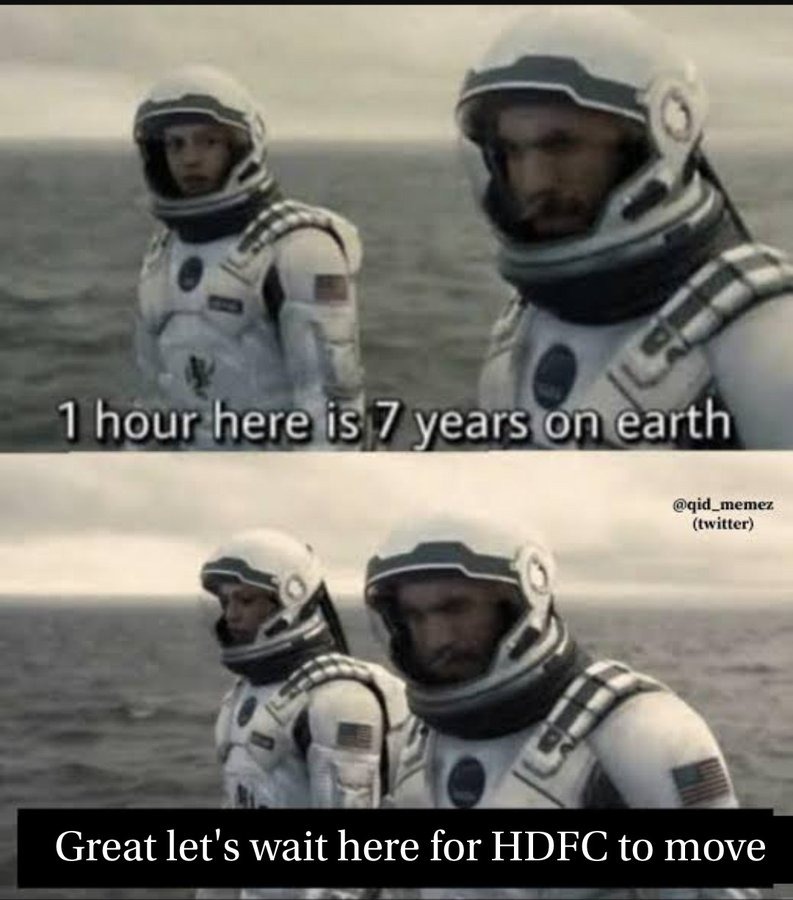 1 hour here is 7 years on earth
@qid_memez
(twitter)
Great let's wait here for HDFC to move